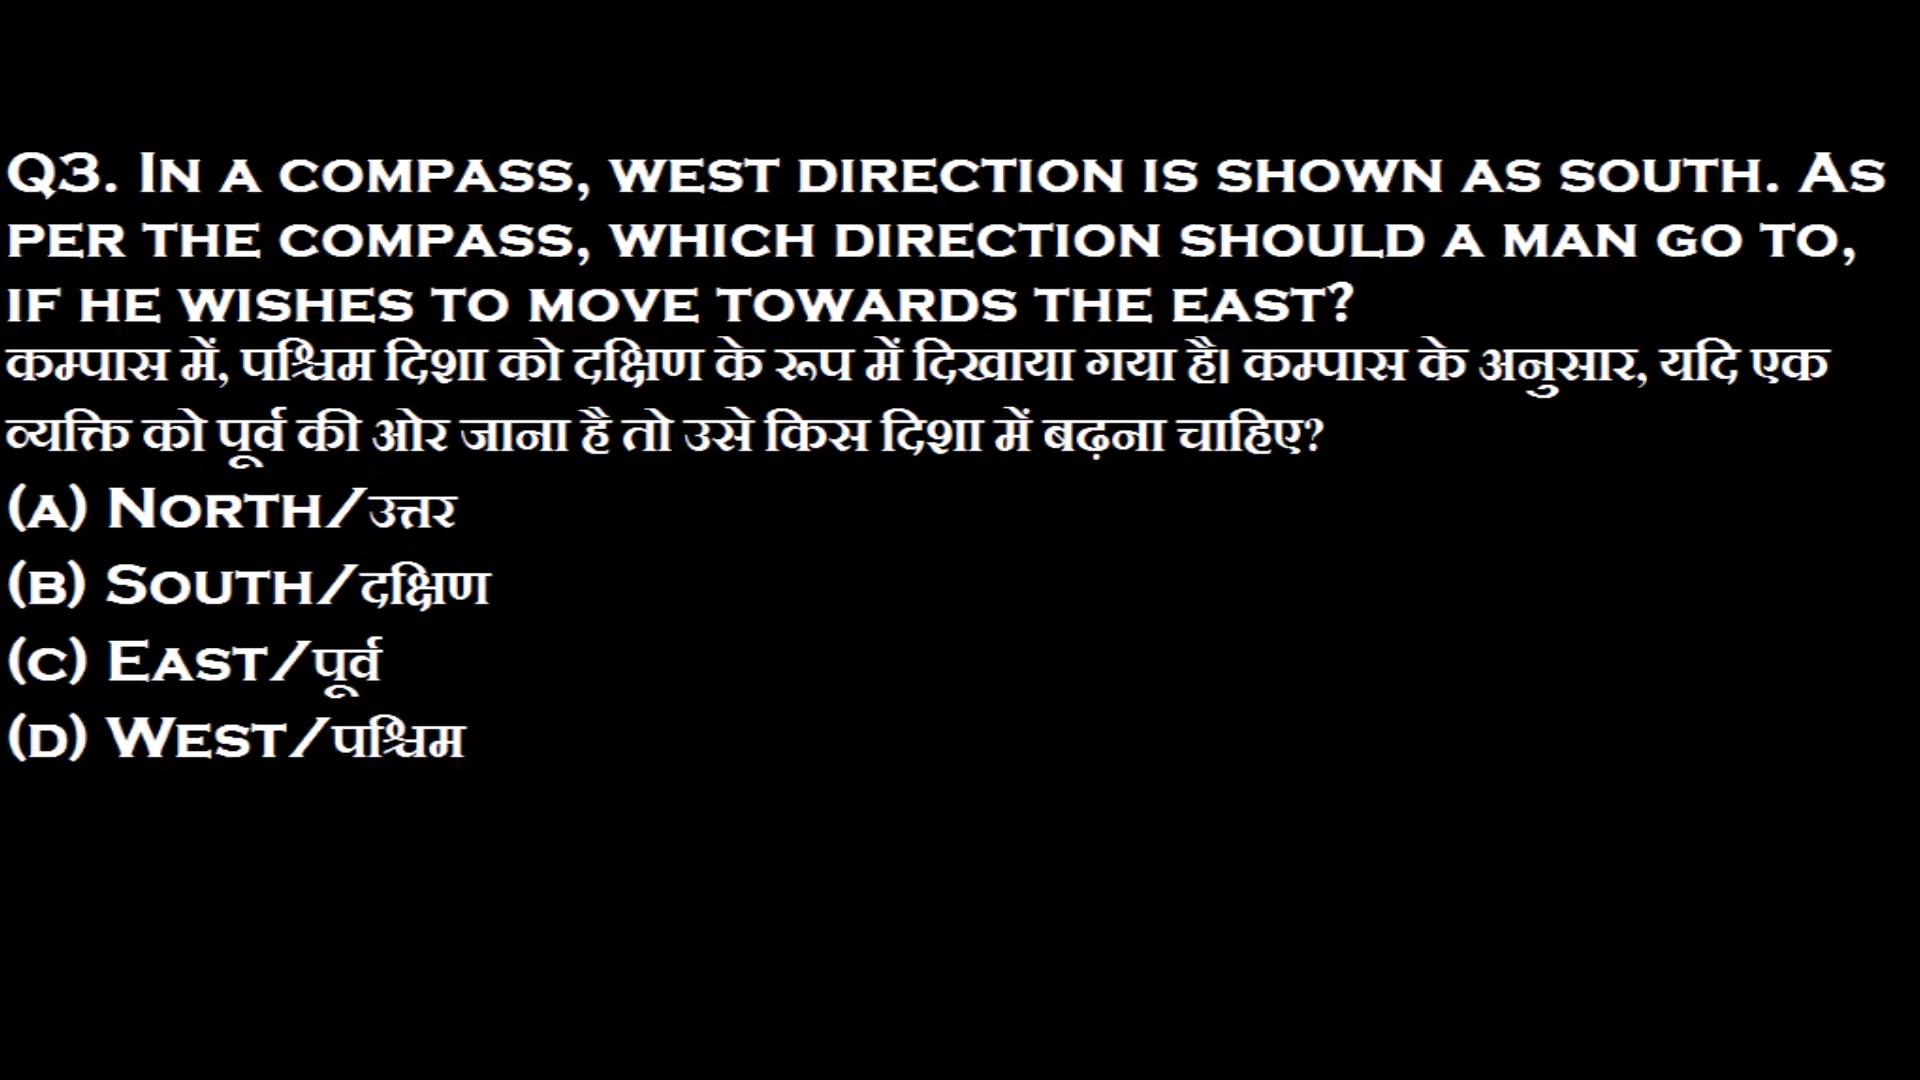 Q3. In a compass, west direction is shown as south. As
per the compass, which direction should a man go to,
if he wishes to move towards the east?
कम्पास में, पश्चिम दिशा को दक्षिण के रूप में दिखाया गया है। कम्पास के अनुसार, यदि एक
व्यक्ति को पूर्व की ओर जाना है तो उसे किस दिशा में बढ़ना चाहिए?
(a) North/उत्तर
(b) South/दक्षिण
(c) East/पूर्व
(d) West/पश्चिम